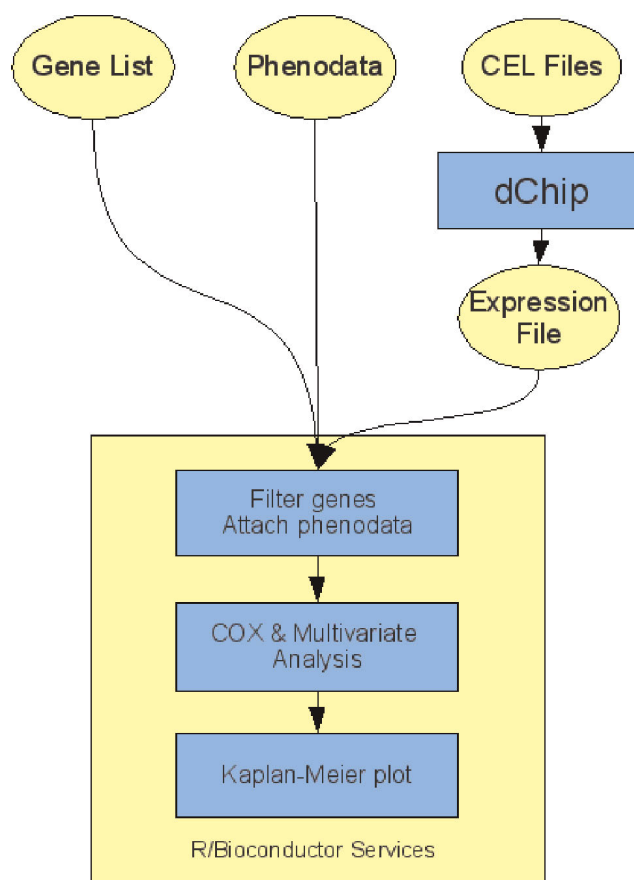 Gene List
Phenodata
CEL Files
dChip
Expression
File
Filter genes
Attach phenodata
COX & Multivariate
Analysis
Kaplan-Meier plot
R/Bioconductor Services